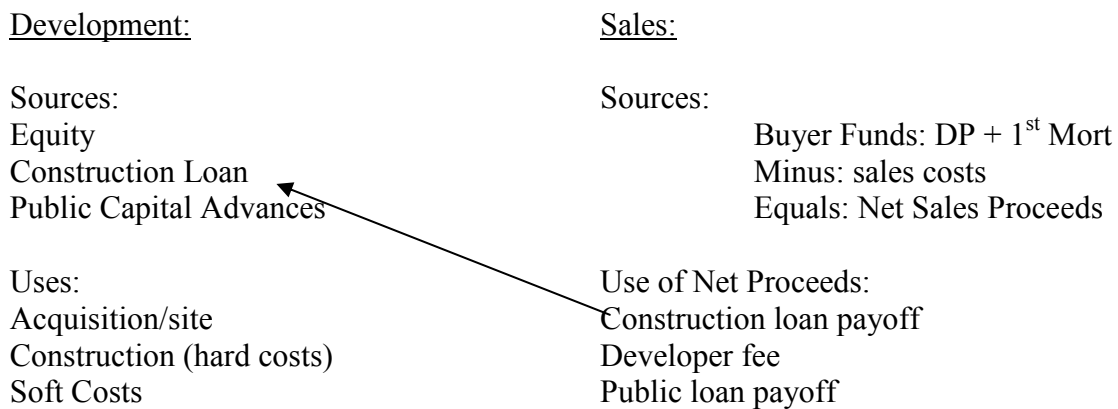 Development:
Sources:
Equity
Construction Loan
Public Capital Advances
Uses:
Acquisition/site
Construction (hard costs)
Soft Costs
Sales:
Sources:
Buyer Funds: DP + 1st Mort
Minus: sales costs
Equals: Net Sales Proceeds
Use of Net Proceeds:
Construction loan payoff
Developer fee
Public loan payoff